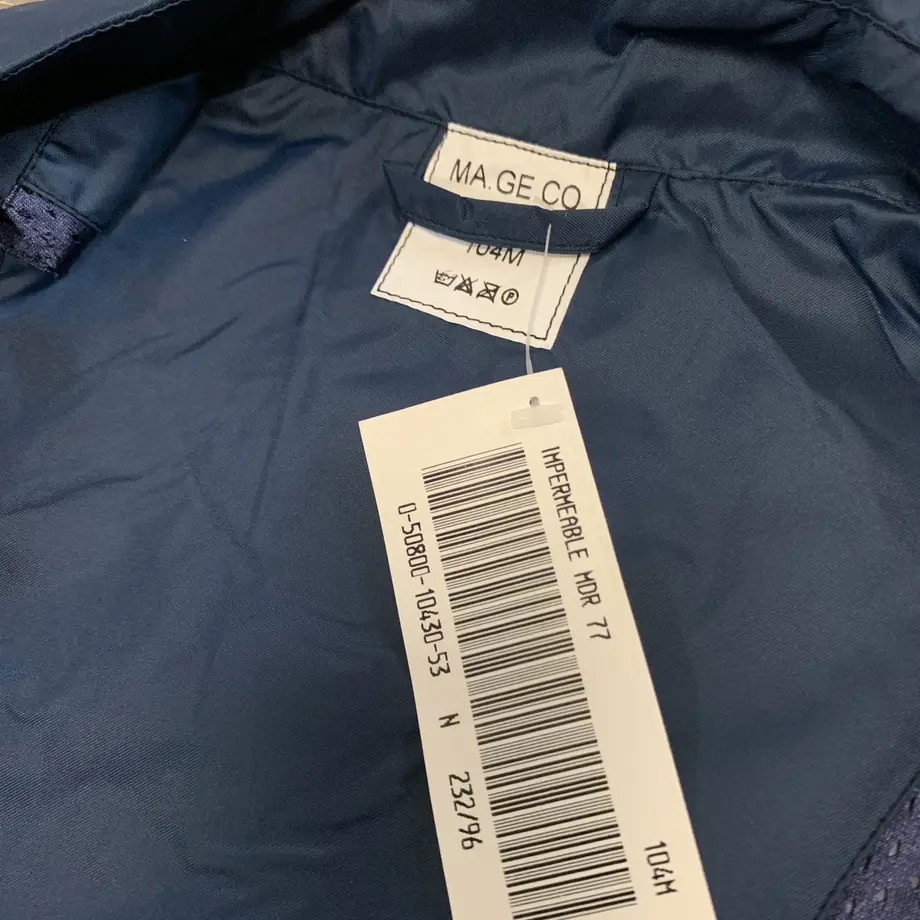 MA.GE.CO
104M
IMPERMEABLE MDR 77
104M
0-50800-10430-53 N 232/96